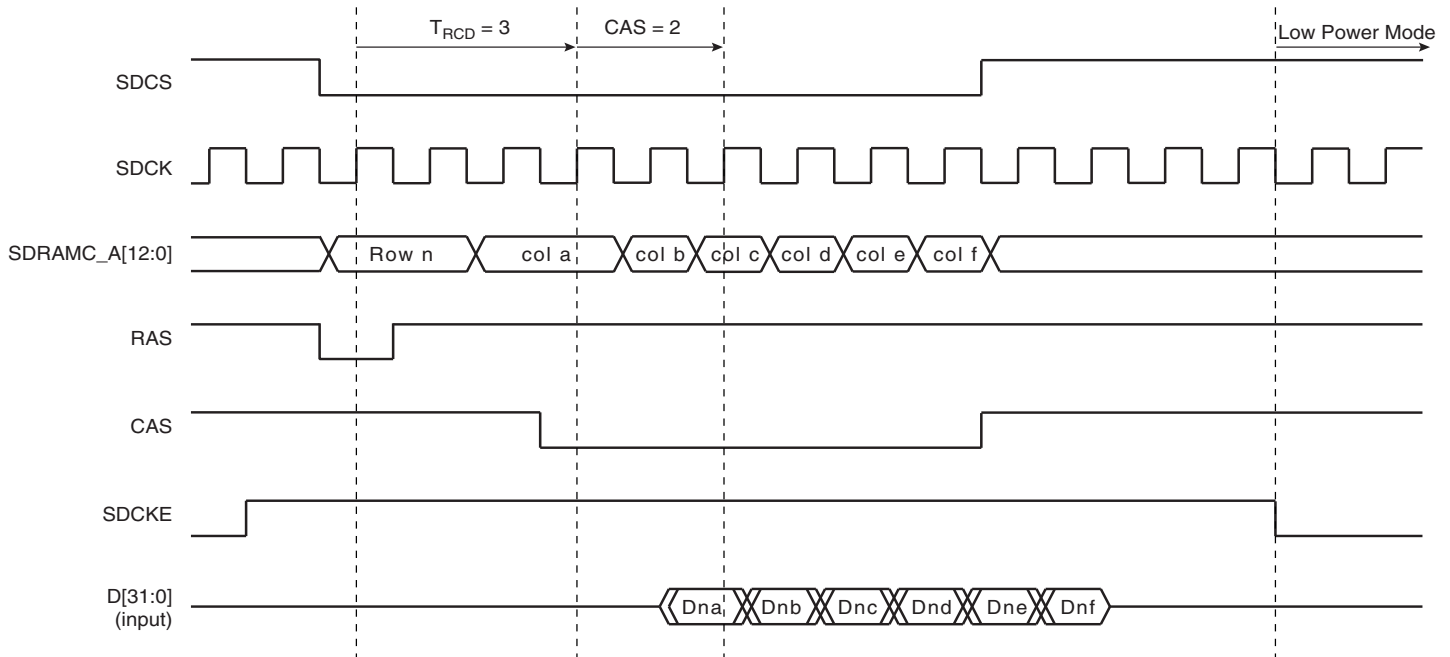 T_RCD = 3
CAS = 2
Low Power Mode
SDCS
SDCK
SDRAMC_A[12:0]
Row n
col a
col b
col c
col d
col e
col f
RAS
CAS
SDCKE
D[31:0]
(input)
Dna
Dnb
Dnc
Dnd
Dne
Dnf